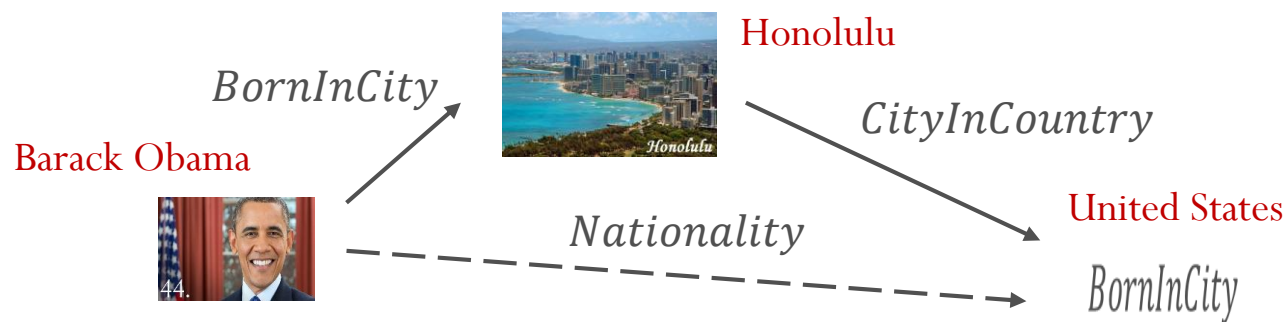 Honolulu
BornInCity
CityInCountry
Honolulu
Barack Obama
United States
Nationality
44.
BornInCity